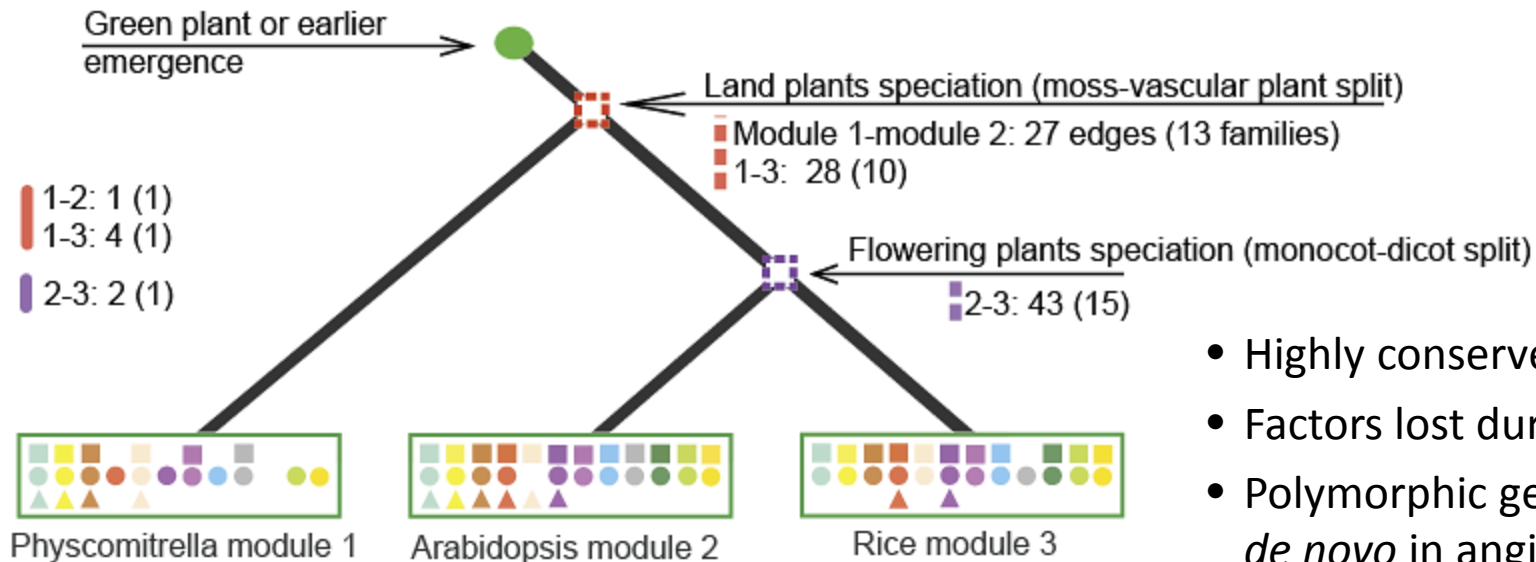 Green plant or earlier
emergence
Land plants speciation (moss-vascular plant split)
Module 1-module 2: 27 edges (13 families)
1-3: 28 (10)
1-2: 1 (1)
1-3: 4 (1)
2-3: 2 (1)
Flowering plants speciation (monocot-dicot split)
2-3: 43 (15)
• Highly conserve
• Factors lost dur
• Polymorphic ge
de novo in angi
Physcomitrella module 1
Arabidopsis module 2
Rice module 3